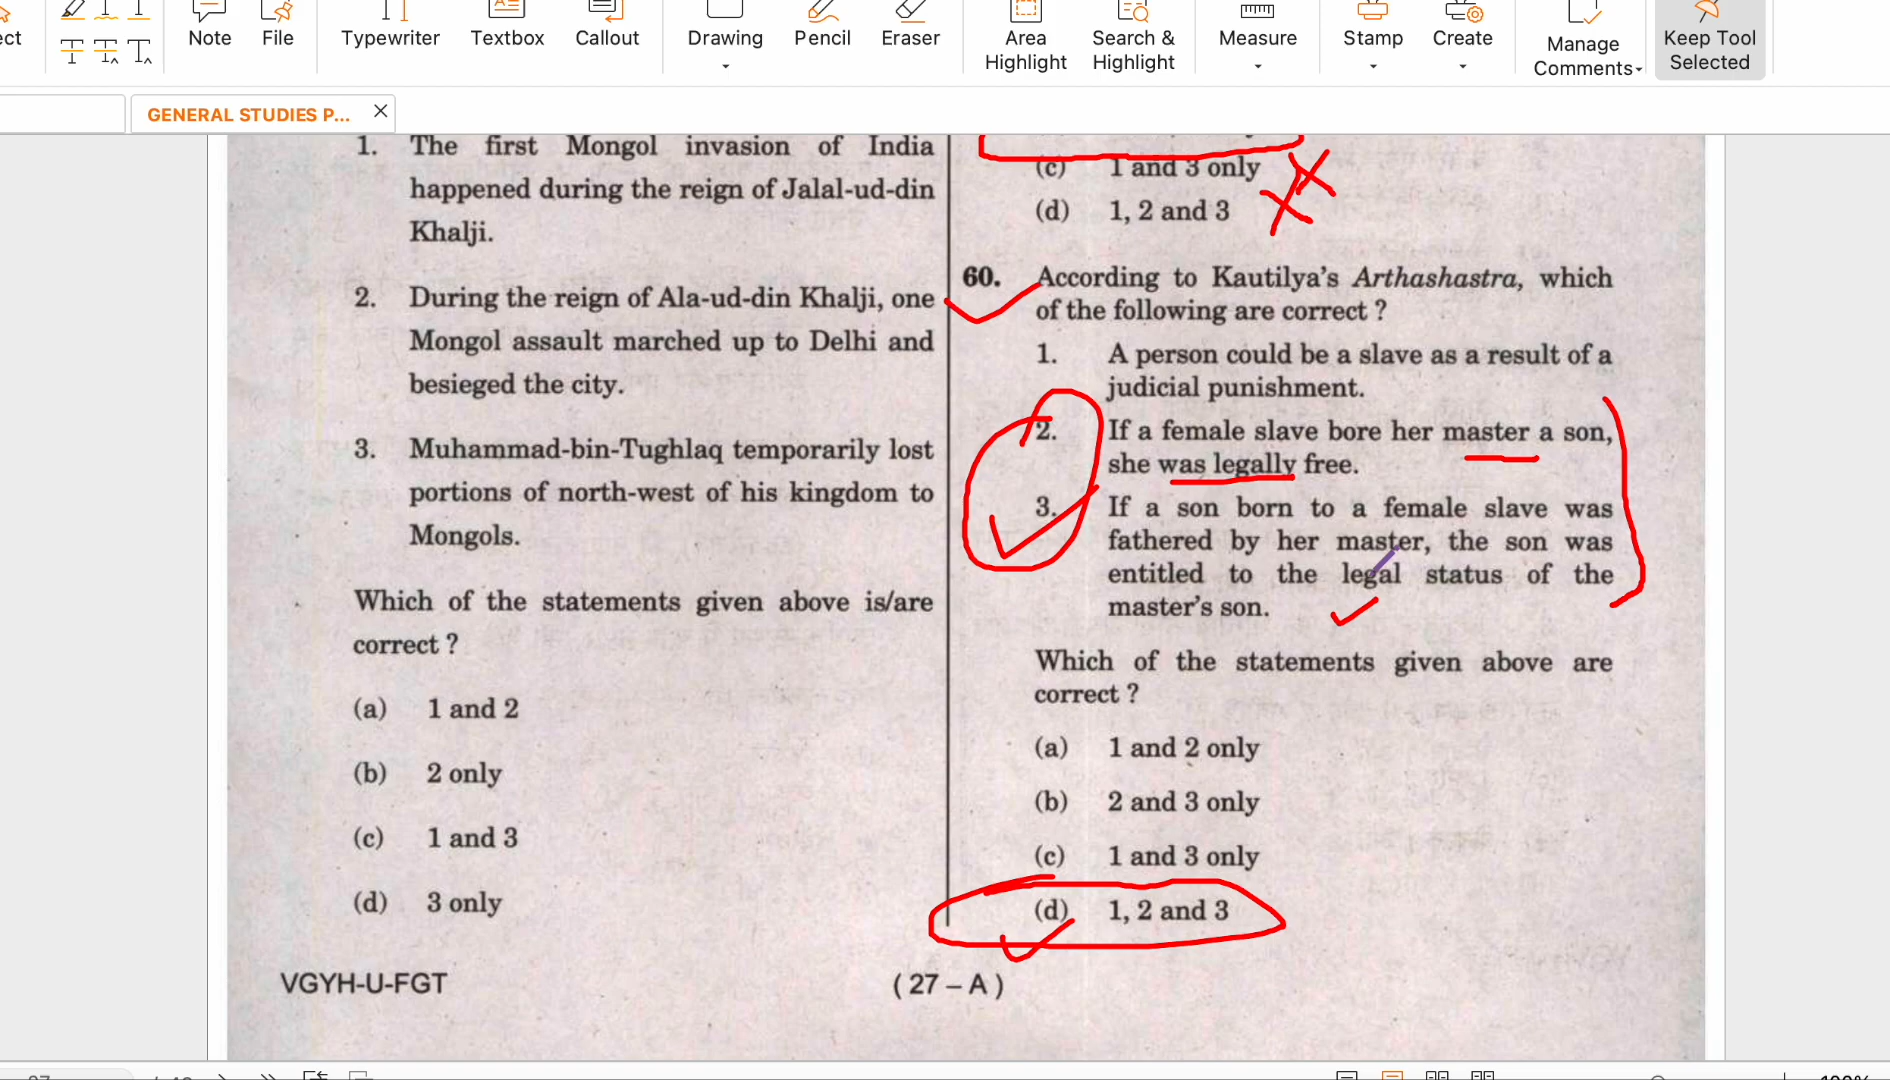 ect
Note
File
Typewriter
Textbox
Callout
Drawing
Pencil
Eraser
Area
Highlight
Search &
Highlight
Measure
Stamp
Create
Manage
Comments
Keep Tool
Selected
GENERAL STUDIES P...
1. The first Mongol invasion of India
happened during the reign of Jalal-ud-din
Khalji.
2. During the reign of Ala-ud-din Khalji, one
Mongol assault marched up to Delhi and
besieged the city.
3. Muhammad-bin-Tughlaq temporarily lost
portions of north-west of his kingdom to
Mongols.
Which of the statements given above is/are
correct ?
(a) 1 and 2
(b) 2 only
(c) 1 and 3
(d) 3 only
VGYH-U-FGT
(c) 1 and 3 only
(d) 1, 2 and 3
60. According to Kautilya's Arthashastra, which
of the following are correct ?
1. A person could be a slave as a result of a
judicial punishment.
2. If a female slave bore her master a son,
she was legally free.
3. If a son born to a female slave was
fathered by her master, the son was
entitled to the legal status of the
master's son.
Which of the statements given above are
correct ?
(a) 1 and 2 only
(b) 2 and 3 only
(c) 1 and 3 only
(d) 1, 2 and 3
( 27 – A )